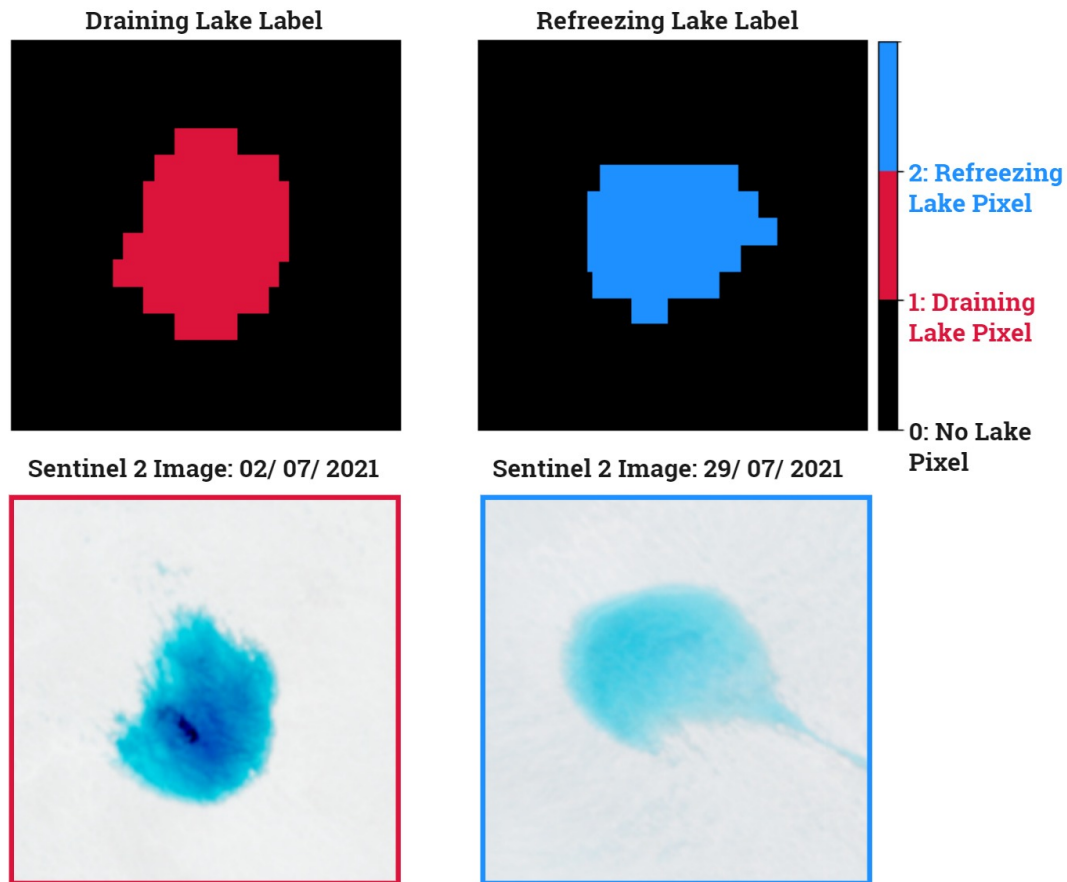 Draining Lake Label
Refreezing Lake Label
2: Refreezing
Lake Pixel
1: Draining
Lake Pixel
0: No Lake
Pixel
Sentinel 2 Image: 02/ 07/ 2021
Sentinel 2 Image: 29/ 07/ 2021